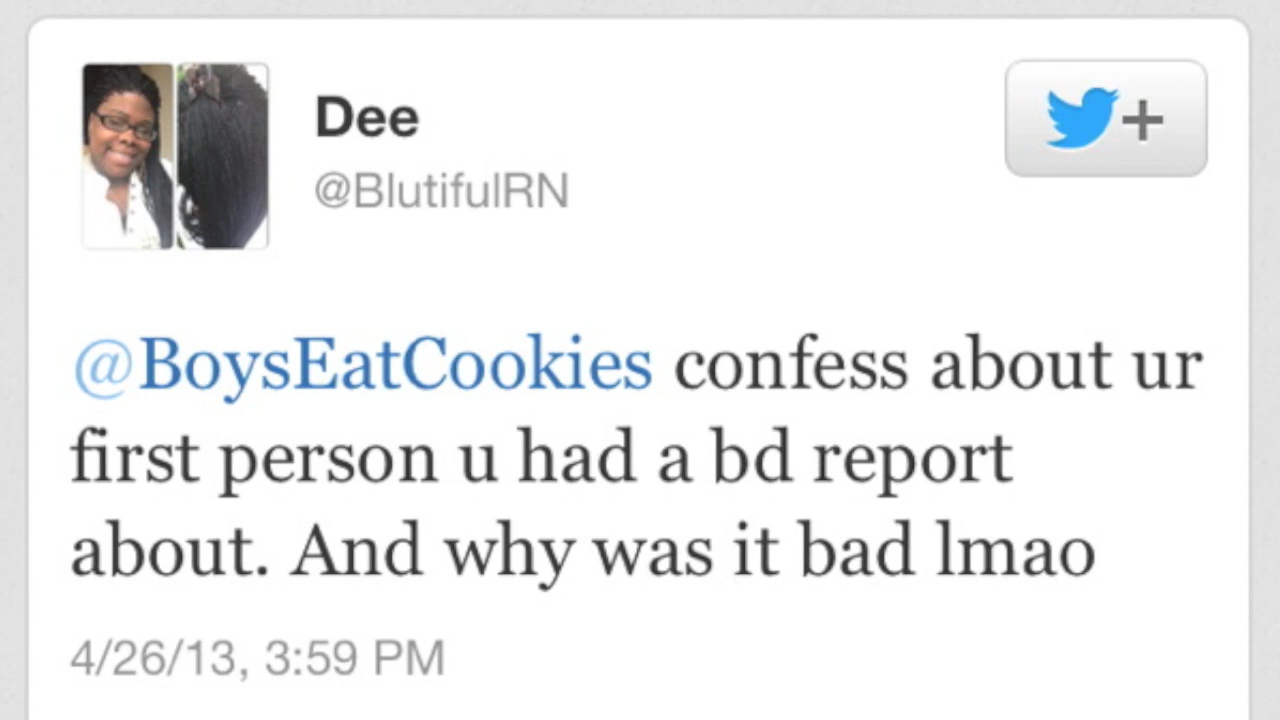 Dee
@BlutifulRN
+
@BoysEatCookies confess about ur
first person u had a bd report
about. And why was it bad lmao
4/26/13, 3:59 PM